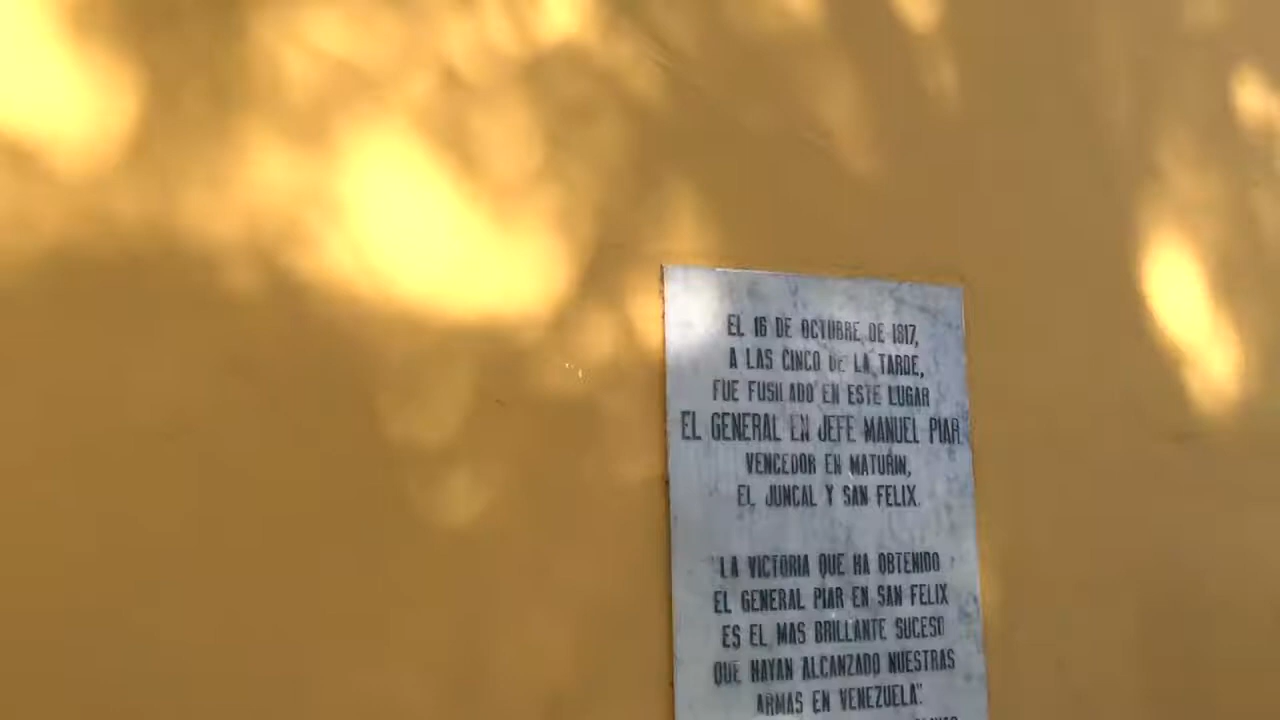 EL 16 DE OCTUBRE DE 1817,
A LAS CINCO DE LA TARDE,
FUE FUSILADO EN ESTE LUGAR
EL GENERAL EN JEFE MANUEL PIAR
VENCEDOR EN MATURIN,
EL JUNCAL Y SAN FELIX.
"LA VICTORIA QUE HA OBTENIDO
EL GENERAL PIAR EN SAN FELIX
ES EL MAS BRILLANTE SUCESO
QUE HAYAN ALCANZADO NUESTRAS
ARMAS EN VENEZUELA".